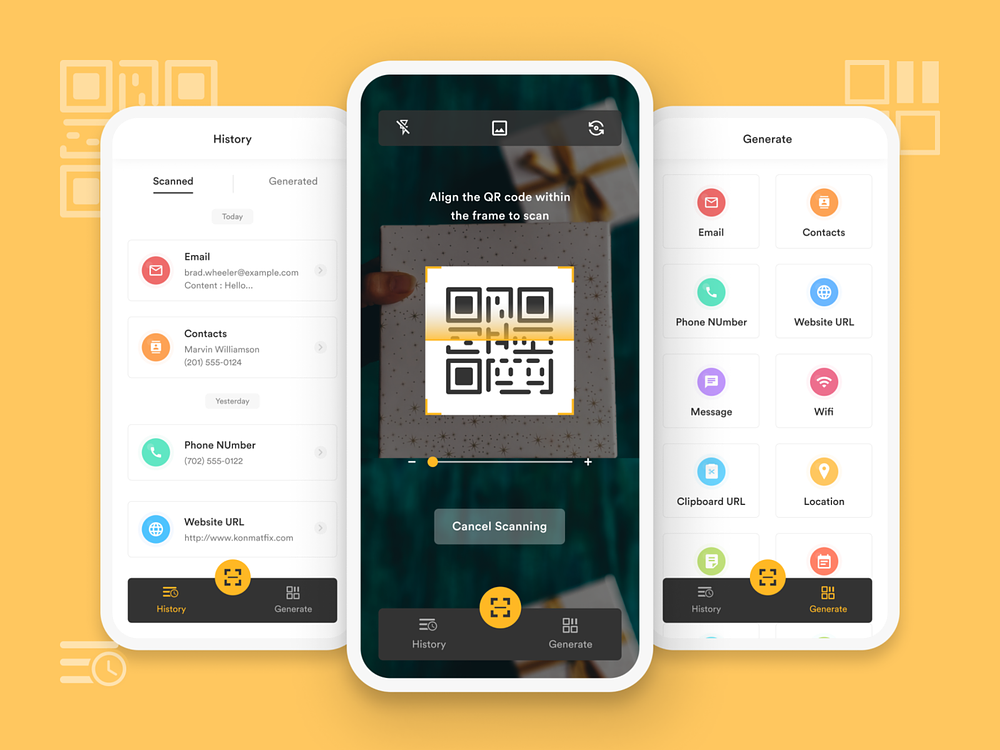 History
Scanned
Generated
Today
Email
brad.wheeler@example.com
Content : Hello...
Contacts
Marvin Williamson
(201) 555-0124
Yesterday
Phone NUmber
(702) 555-0122
Website URL
http://www.konmatfix.com
History
Generate
Align the QR code within
the frame to scan
Cancel Scanning
History
Generate
Generate
Email
Contacts
Phone NUmber
Website URL
Message
Wifi
Clipboard URL
Location
History
Generate